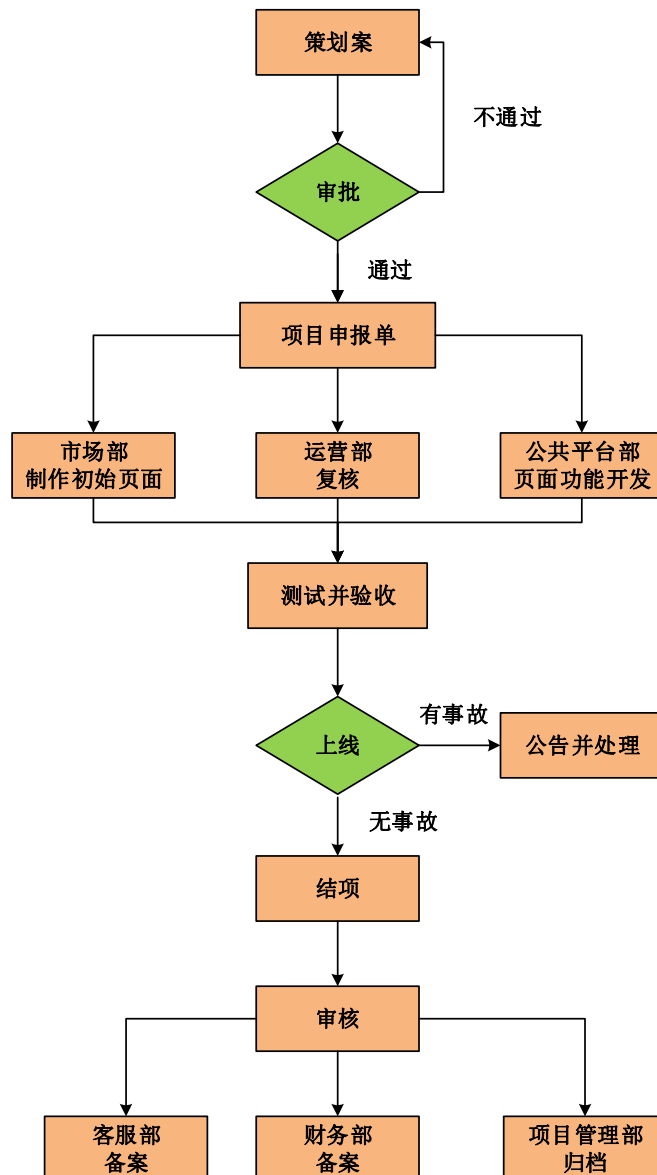 策划案
不通过
审批
通过
项目申报单
市场部
制作初始页面
运营部
复核
公共平台部
页面功能开发
测试并验收
有事故
上线
公告并处理
无事故
结项
审核
客服部
备案
财务部
备案
项目管理部
归档